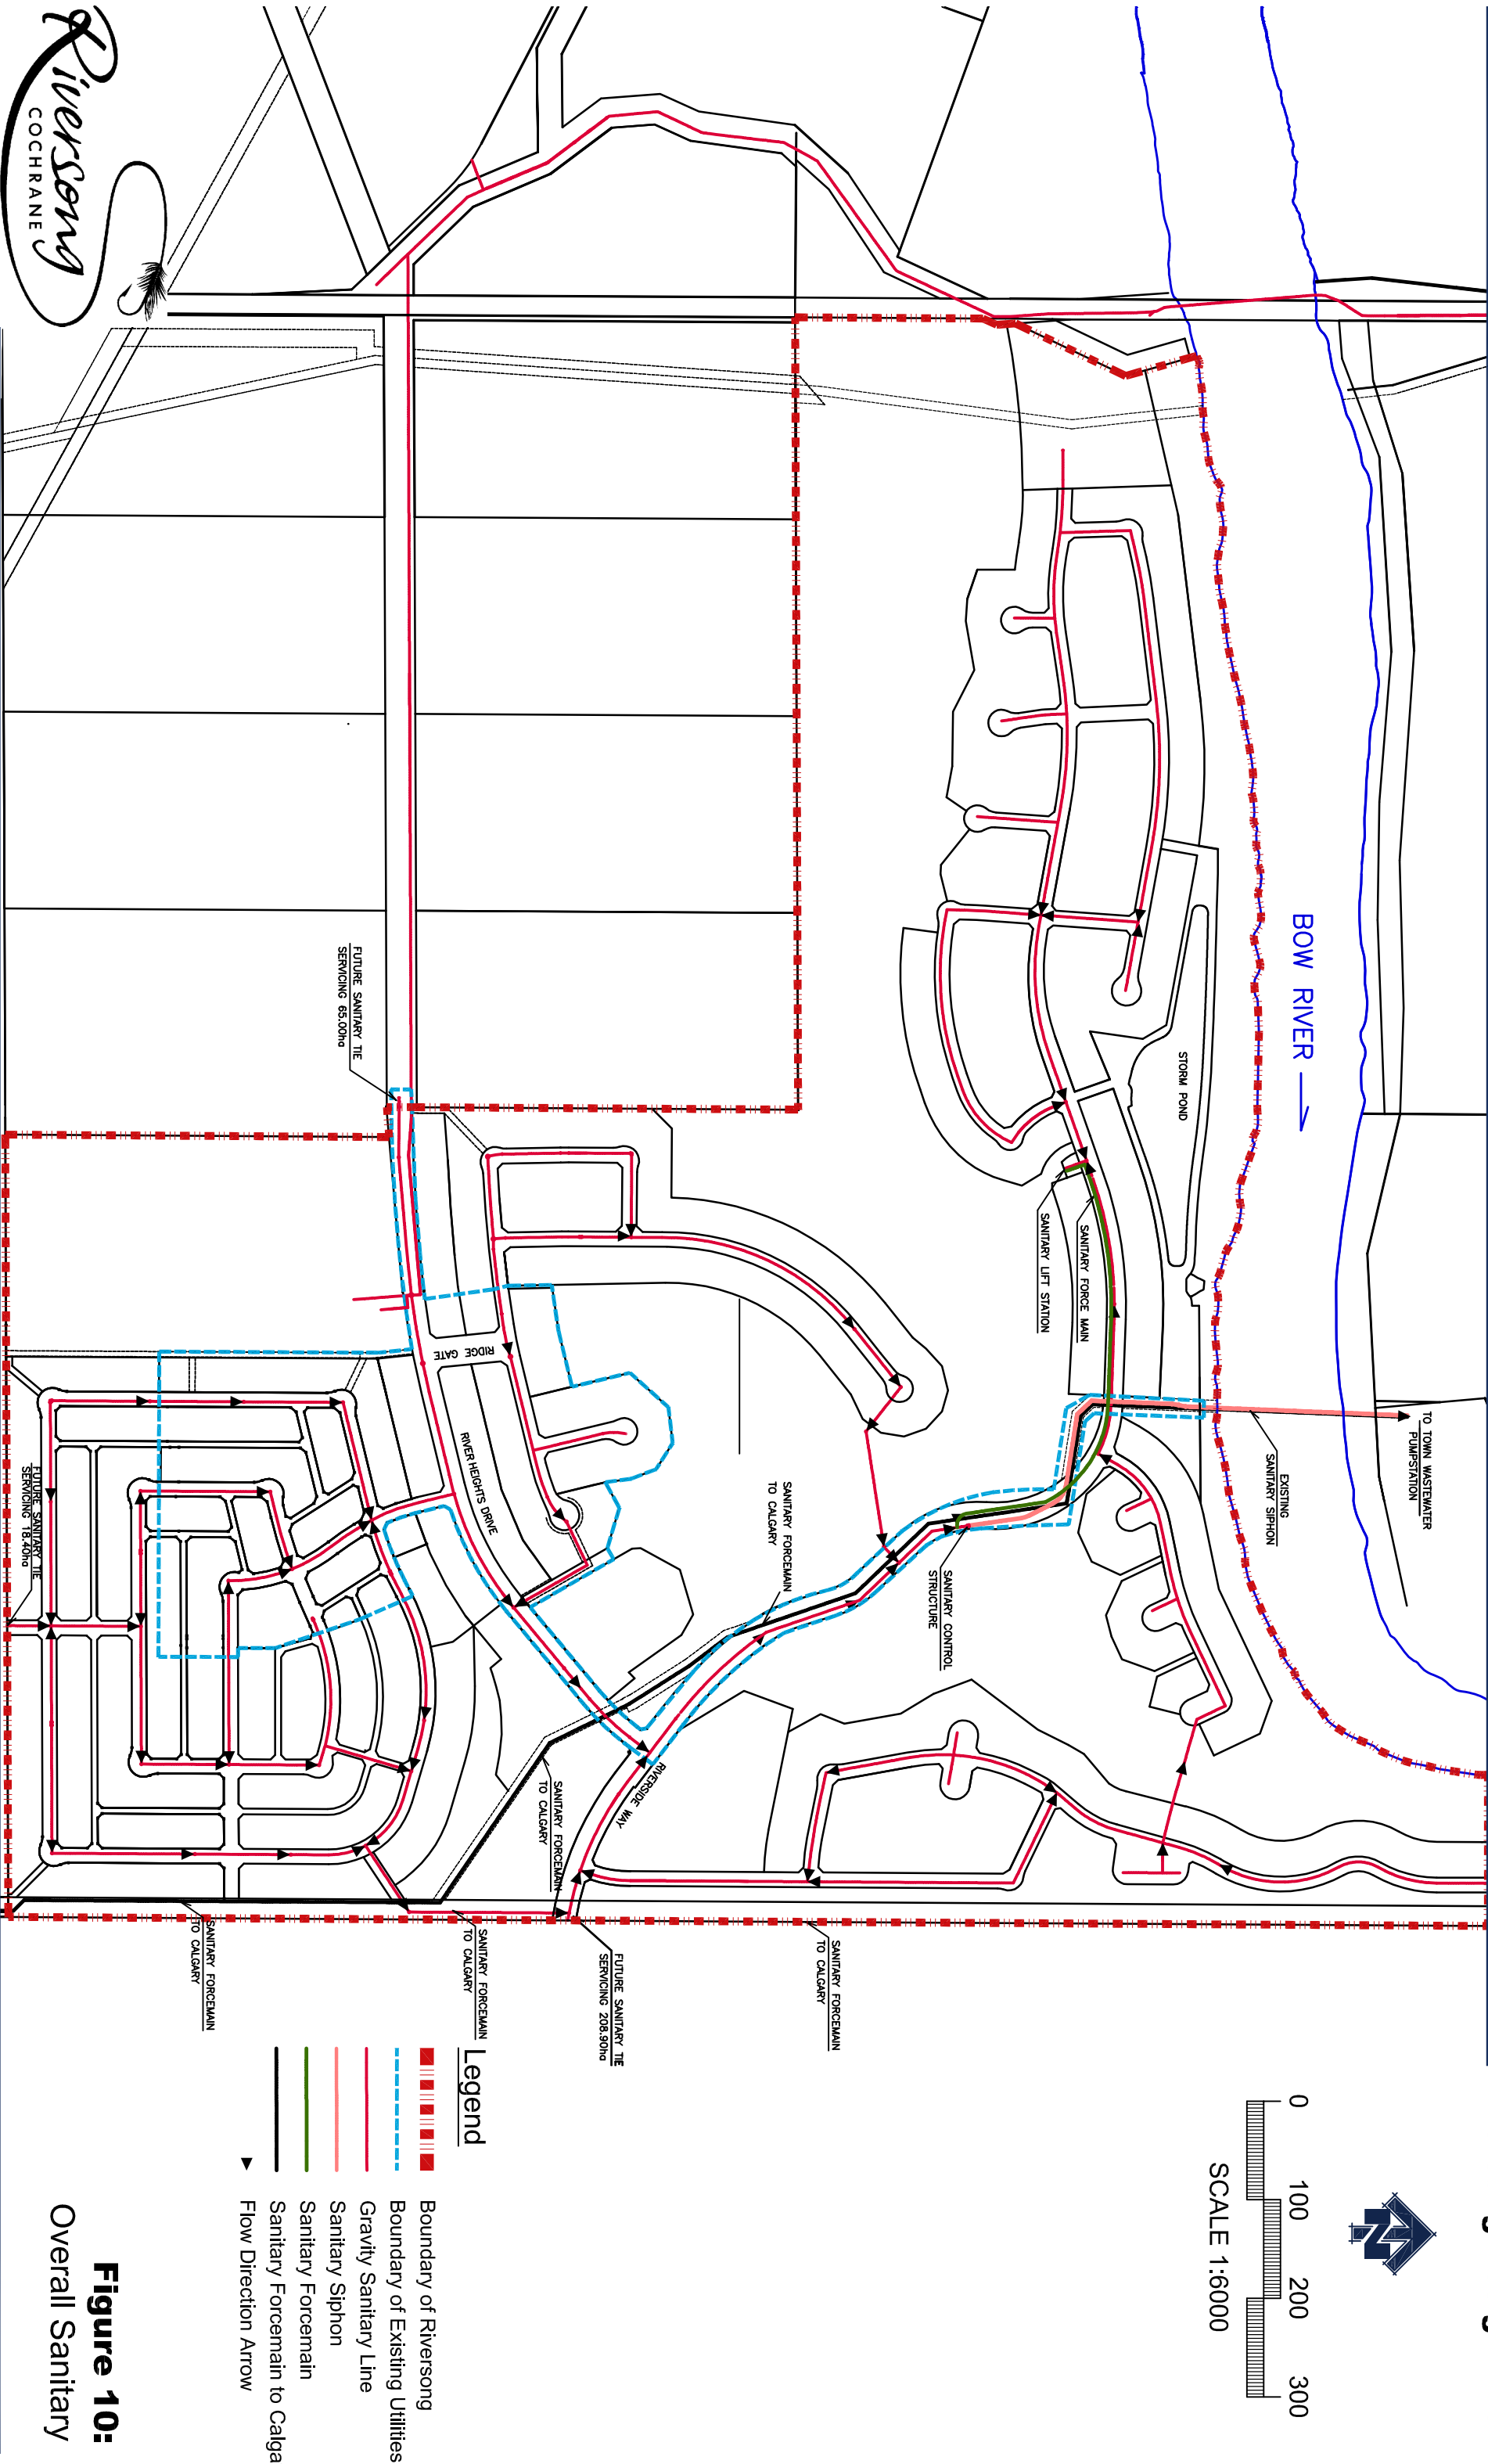 Riversong
COCHRANE
BOW RIVER
STORM POND
FUTURE SANITARY TIE
SERVICING 65.00ha
SANITARY FORCE MAIN
SANITARY LIFT STATION
TO TOWN WASTEWATER
PUMPSTATION
EXISTING
SANITARY SIPHON
RIDGE GATE
RIVER HEIGHTS DRIVE
SANITARY FORCEMAIN
TO CALGARY
SANITARY CONTROL
STRUCTURE
FUTURE SANITARY TIE
SERVICING 18.40ha
RIVERSIDE WAY
SANITARY FORCEMAIN
TO CALGARY
SANITARY FORCEMAIN
TO CALGARY
SANITARY FORCEMAIN
TO CALGARY
FUTURE SANITARY TIE
SERVICING 208.90ha
SANITARY FORCEMAIN
TO CALGARY
Legend
Boundary of Riversong
Boundary of Existing Utilities
Gravity Sanitary Line
Sanitary Siphon
Sanitary Forcemain
Sanitary Forcemain to Calga
Flow Direction Arrow
N
0 100 200 300
SCALE 1:6000
Figure 10:
Overall Sanitary